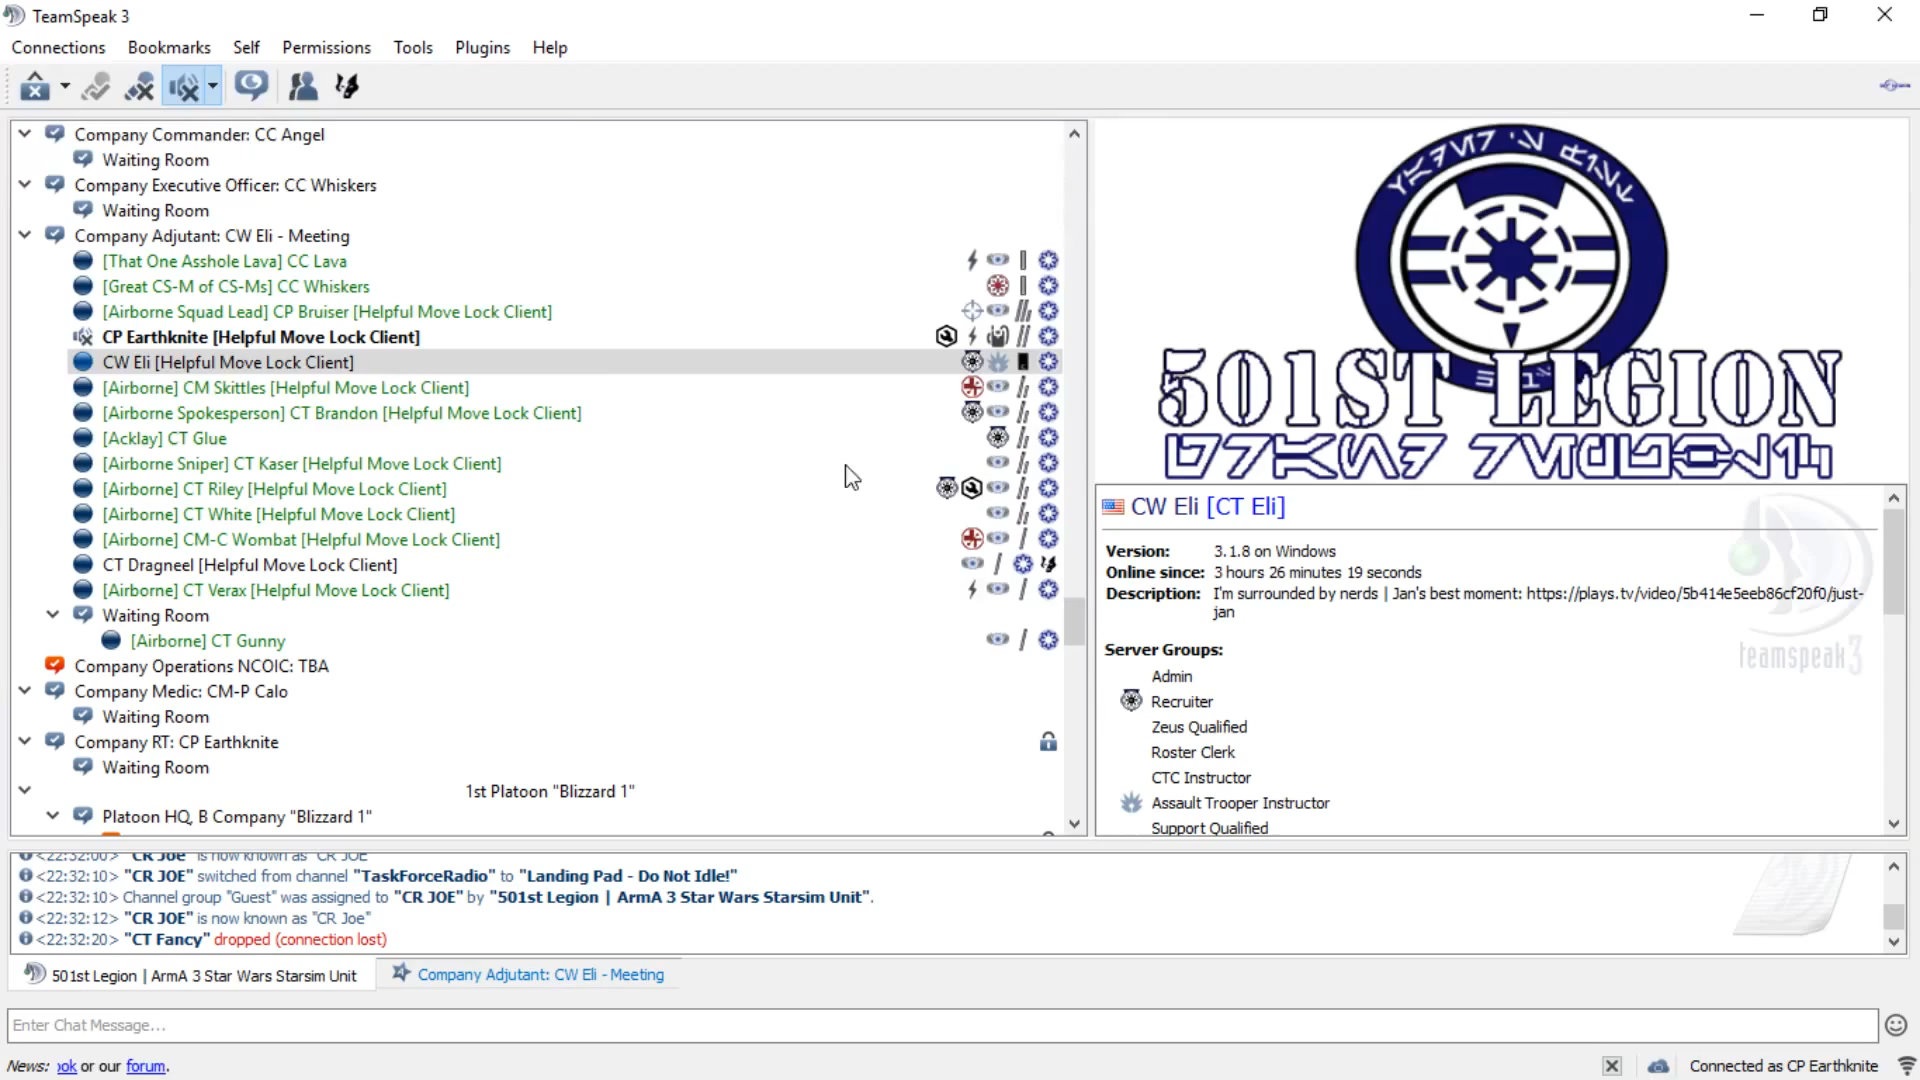 TeamSpeak 3
Connections Bookmarks Self Permissions Tools Plugins Help
Company Commander: CC Angel
Waiting Room
Company Executive Officer: CC Whiskers
Waiting Room
Company Adjutant: CW Eli - Meeting
[That One Asshole Lava] CC Lava
[Great CS-M of CS-Ms] CC Whiskers
[Airborne Squad Lead] CP Bruiser [Helpful Move Lock Client]
CP Earthknite [Helpful Move Lock Client]
CW Eli [Helpful Move Lock Client]
[Airborne] CM Skittles [Helpful Move Lock Client]
[Airborne Spokesperson] CT Brandon [Helpful Move Lock Client]
[Acklay] CT Glue
[Airborne Sniper] CT Kaser [Helpful Move Lock Client]
[Airborne] CT Riley [Helpful Move Lock Client]
[Airborne] CT White [Helpful Move Lock Client]
[Airborne] CM-C Wombat [Helpful Move Lock Client]
CT Dragneel [Helpful Move Lock Client]
[Airborne] CT Verax [Helpful Move Lock Client]
Waiting Room
[Airborne] CT Gunny
Company Operations NCOIC: TBA
Company Medic: CM-P Calo
Waiting Room
Company RT: CP Earthknite
Waiting Room
1st Platoon "Blizzard 1"
Platoon HQ, B Company "Blizzard 1"
501ST LEGION
CW Eli [CT Eli]
Version: 3.1.8 on Windows
Online since: 3 hours 26 minutes 19 seconds
Description: I'm surrounded by nerds | Jan's best moment: https://plays.tv/video/5b414e5eeb86cf20f0/just-
jan
Server Groups:
Admin
Recruiter
Zeus Qualified
Roster Clerk
CTC Instructor
Assault Trooper Instructor
Support Qualified
teamspeak3
<22:32:00> "CR Joe" is now known as "CR JOE"
<22:32:10> "CR JOE" switched from channel "TaskForceRadio" to "Landing Pad - Do Not Idle!"
<22:32:10> Channel group "Guest" was assigned to "CR JOE" by "501st Legion | ArmA 3 Star Wars Starsim Unit".
<22:32:12> "CR JOE" is now known as "CR Joe"
<22:32:20> "CT Fancy" dropped (connection lost)
501st Legion | ArmA 3 Star Wars Starsim Unit Company Adjutant: CW Eli - Meeting
Enter Chat Message...
News: ook or our forum. Connected as CP Earthknite